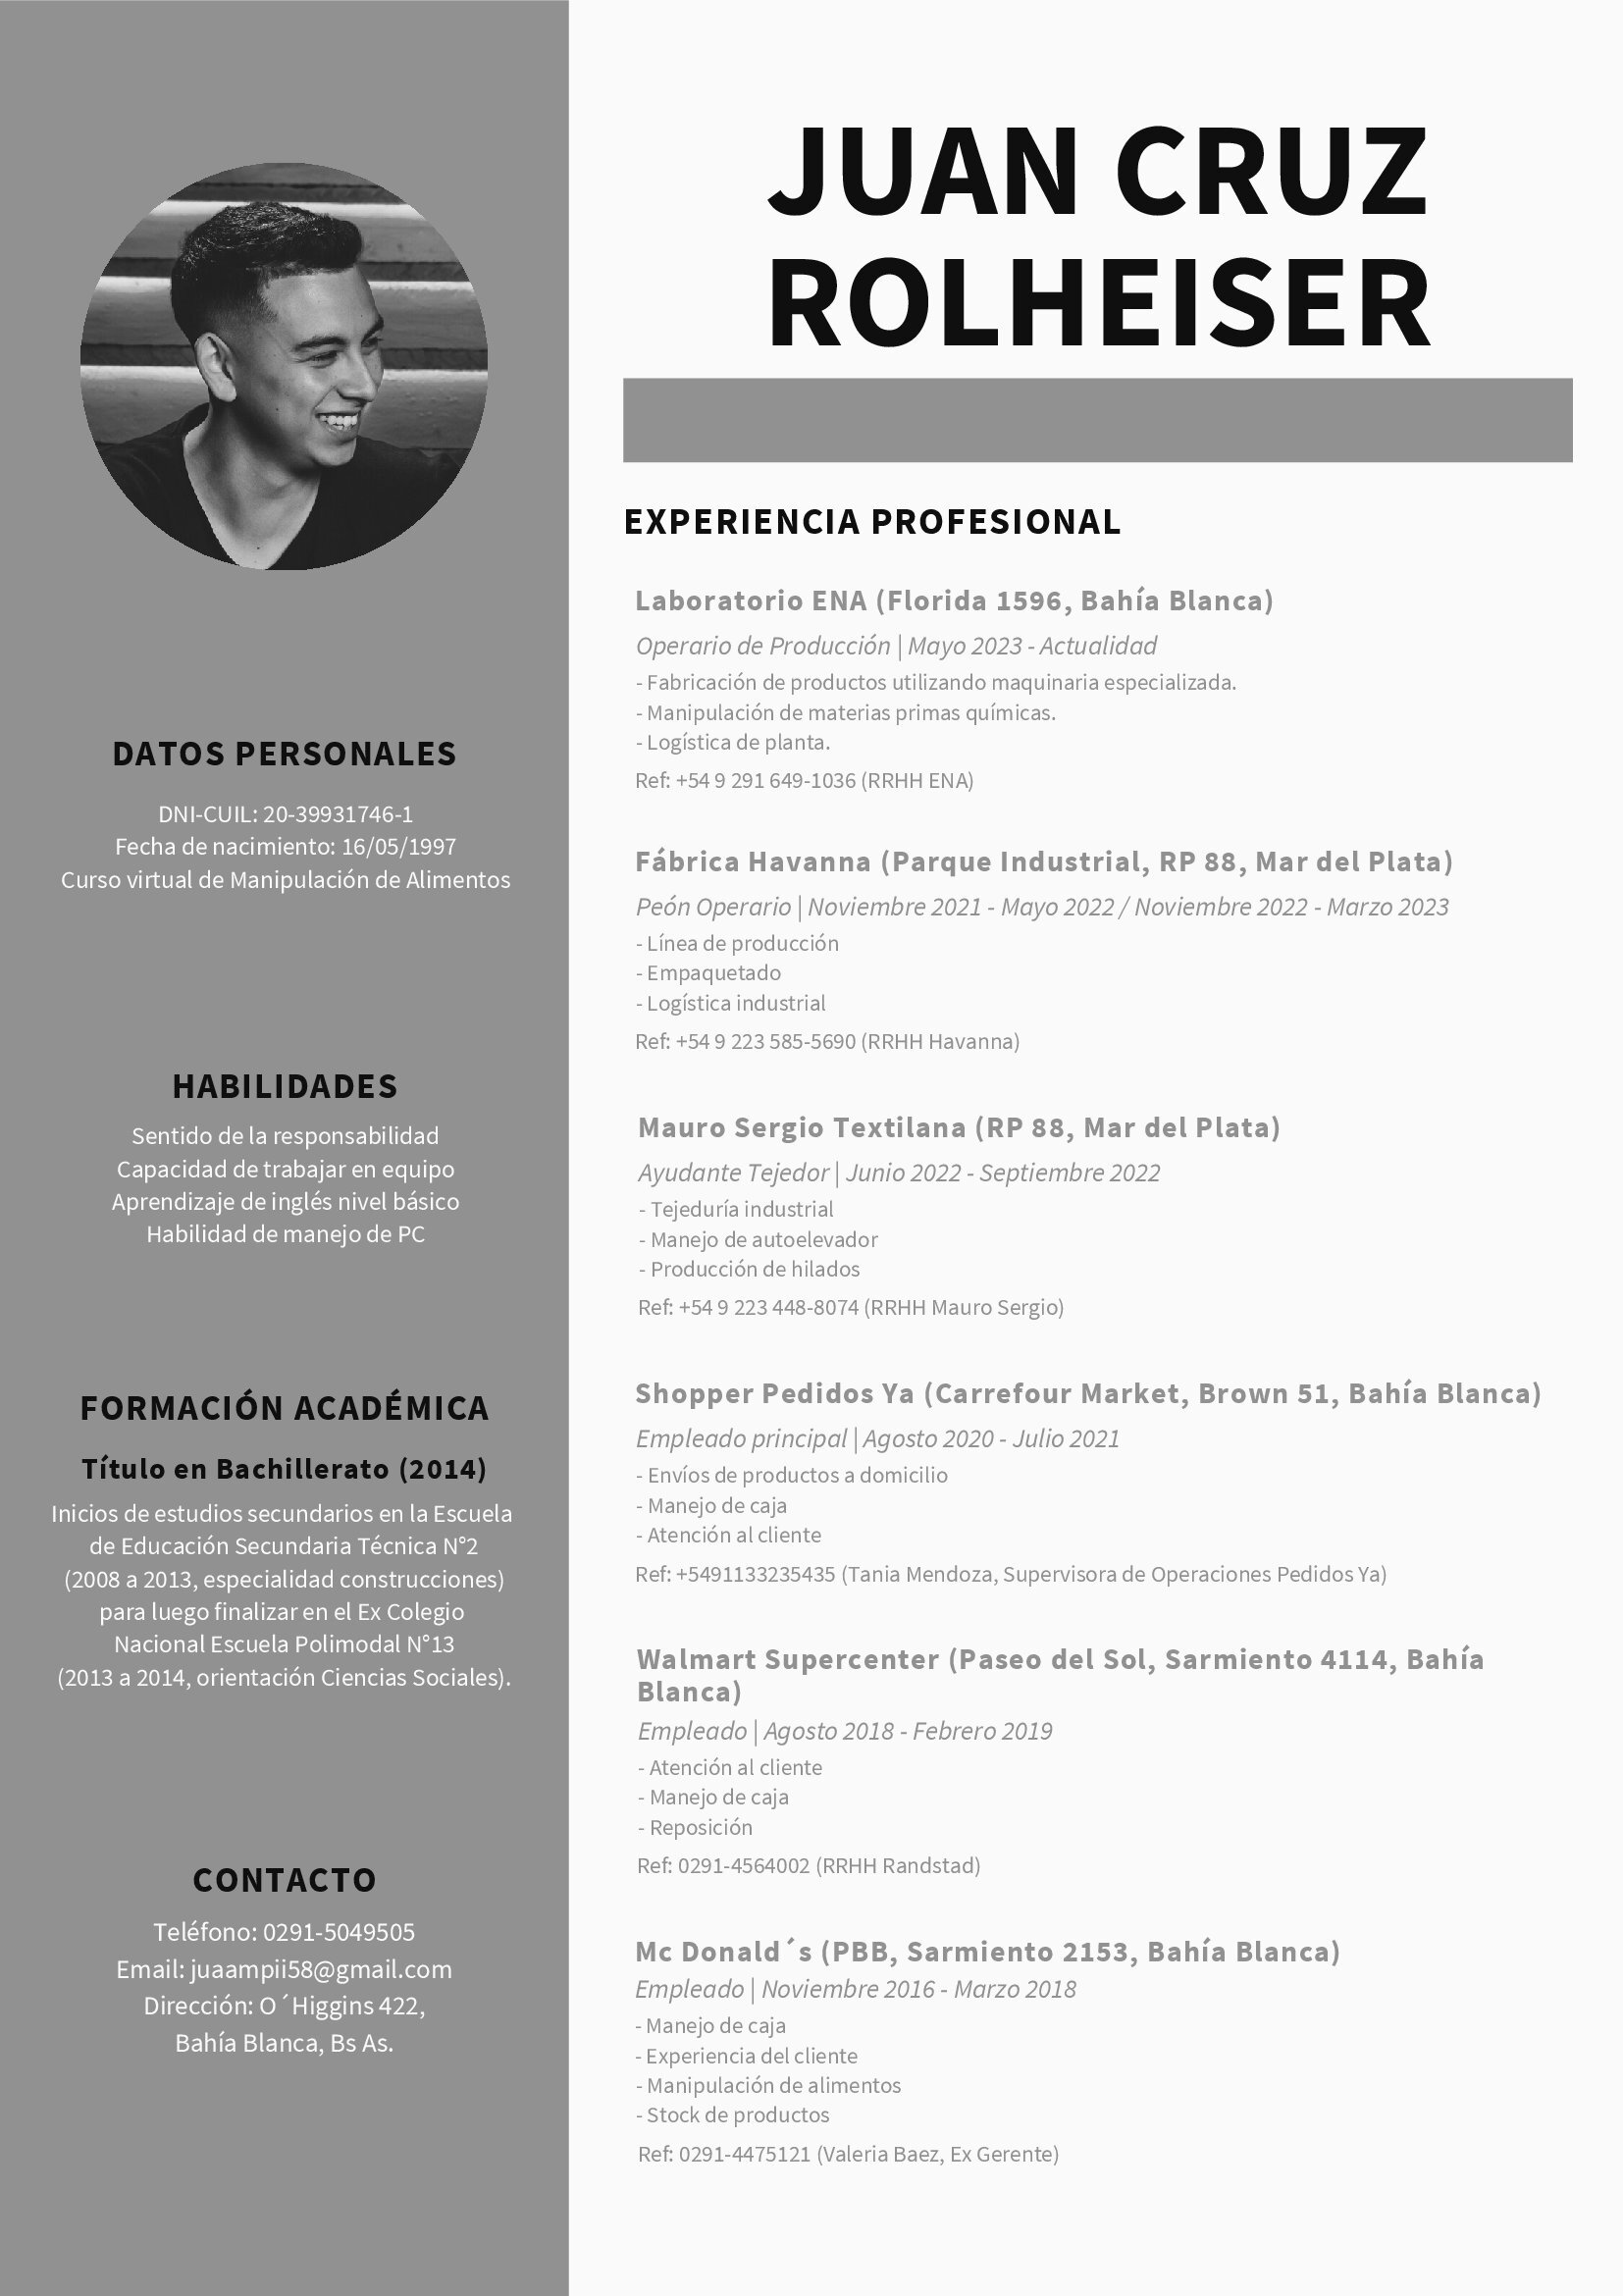 JUAN CRUZ
ROLHEISER
DATOS PERSONALES
DNI-CUIL: 20-39931746-1
Fecha de nacimiento: 16/05/1997
Curso virtual de Manipulación de Alimentos
HABILIDADES
Sentido de la responsabilidad
Capacidad de trabajar en equipo
Aprendizaje de inglés nivel básico
Habilidad de manejo de PC
FORMACIÓN ACADÉMICA
Título en Bachillerato (2014)
Inicios de estudios secundarios en la Escuela
de Educación Secundaria Técnica N°2
(2008 a 2013, especialidad construcciones)
para luego finalizar en el Ex Colegio
Nacional Escuela Polimodal N°13
(2013 a 2014, orientación Ciencias Sociales).
CONTACTO
Teléfono: 0291-5049505
Email: juaampii58@gmail.com
Dirección: O´Higgins 422,
Bahía Blanca, Bs As.
EXPERIENCIA PROFESIONAL
Laboratorio ENA (Florida 1596, Bahía Blanca)
Operario de Producción | Mayo 2023 - Actualidad
- Fabricación de productos utilizando maquinaria especializada.
- Manipulación de materias primas químicas.
- Logística de planta.
Ref: +54 9 291 649-1036 (RRHH ENA)
Fábrica Havanna (Parque Industrial, RP 88, Mar del Plata)
Peón Operario | Noviembre 2021 - Mayo 2022 / Noviembre 2022 - Marzo 2023
- Línea de producción
- Empaquetado
- Logística industrial
Ref: +54 9 223 585-5690 (RRHH Havanna)
Mauro Sergio Textilana (RP 88, Mar del Plata)
Ayudante Tejedor | Junio 2022 - Septiembre 2022
- Tejeduría industrial
- Manejo de autoelevador
- Producción de hilados
Ref: +54 9 223 448-8074 (RRHH Mauro Sergio)
Shopper Pedidos Ya (Carrefour Market, Brown 51, Bahía Blanca)
Empleado principal | Agosto 2020 - Julio 2021
- Envíos de productos a domicilio
- Manejo de caja
- Atención al cliente
Ref: +5491133235435 (Tania Mendoza, Supervisora de Operaciones Pedidos Ya)
Walmart Supercenter (Paseo del Sol, Sarmiento 4114, Bahía
Blanca)
Empleado | Agosto 2018 - Febrero 2019
- Atención al cliente
- Manejo de caja
- Reposición
Ref: 0291-4564002 (RRHH Randstad)
Mc Donald´s (PBB, Sarmiento 2153, Bahía Blanca)
Empleado | Noviembre 2016 - Marzo 2018
- Manejo de caja
- Experiencia del cliente
- Manipulación de alimentos
- Stock de productos
Ref: 0291-4475121 (Valeria Baez, Ex Gerente)